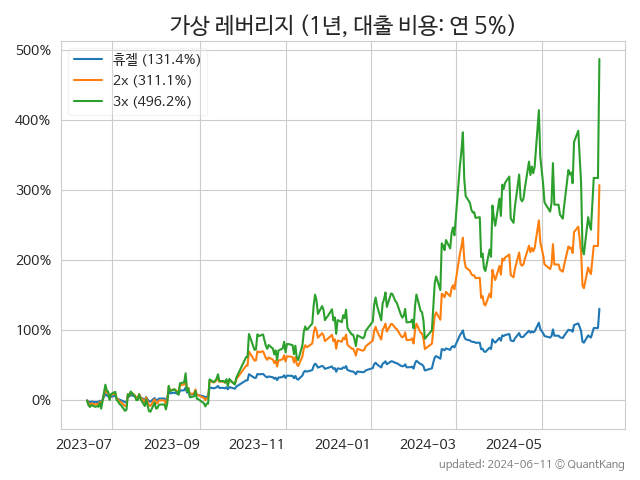 가상 레버리지 (1년, 대출 비용: 연 5%)
500%
400%
300%
200%
100%
0%
휴젤 (131.4%)
2x (311.1%)
3x (496.2%)
2023-07
2023-09
2023-11
2024-01
2024-03
2024-05
updated: 2024-06-11 © QuantKang